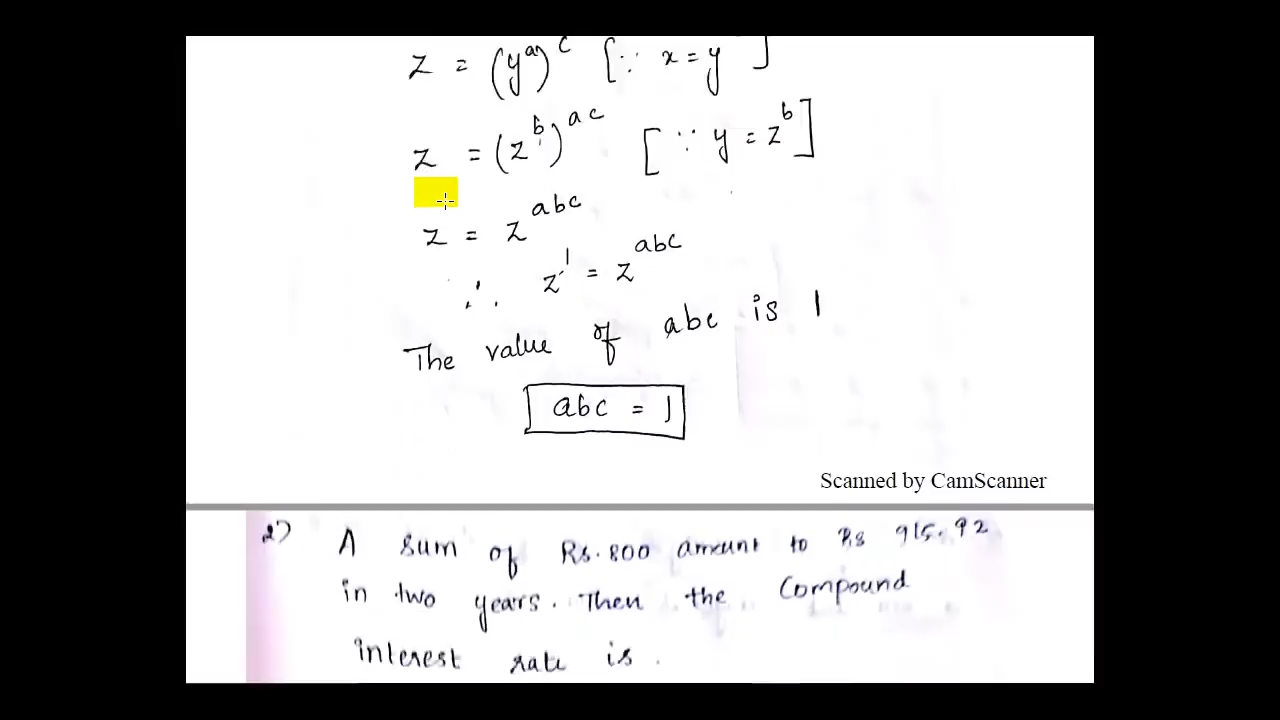 z = (y^a)^c [∵ x = y ]
z = (z^b)^ac [∵ y = z^b]
z = z^abc
∴ z^1 = z^abc
The value of abc is 1
abc = 1
Scanned by CamScanner
2) A sum of Rs.800 amount to Rs 915.92
in two years. Then the Compound
interest rate is.